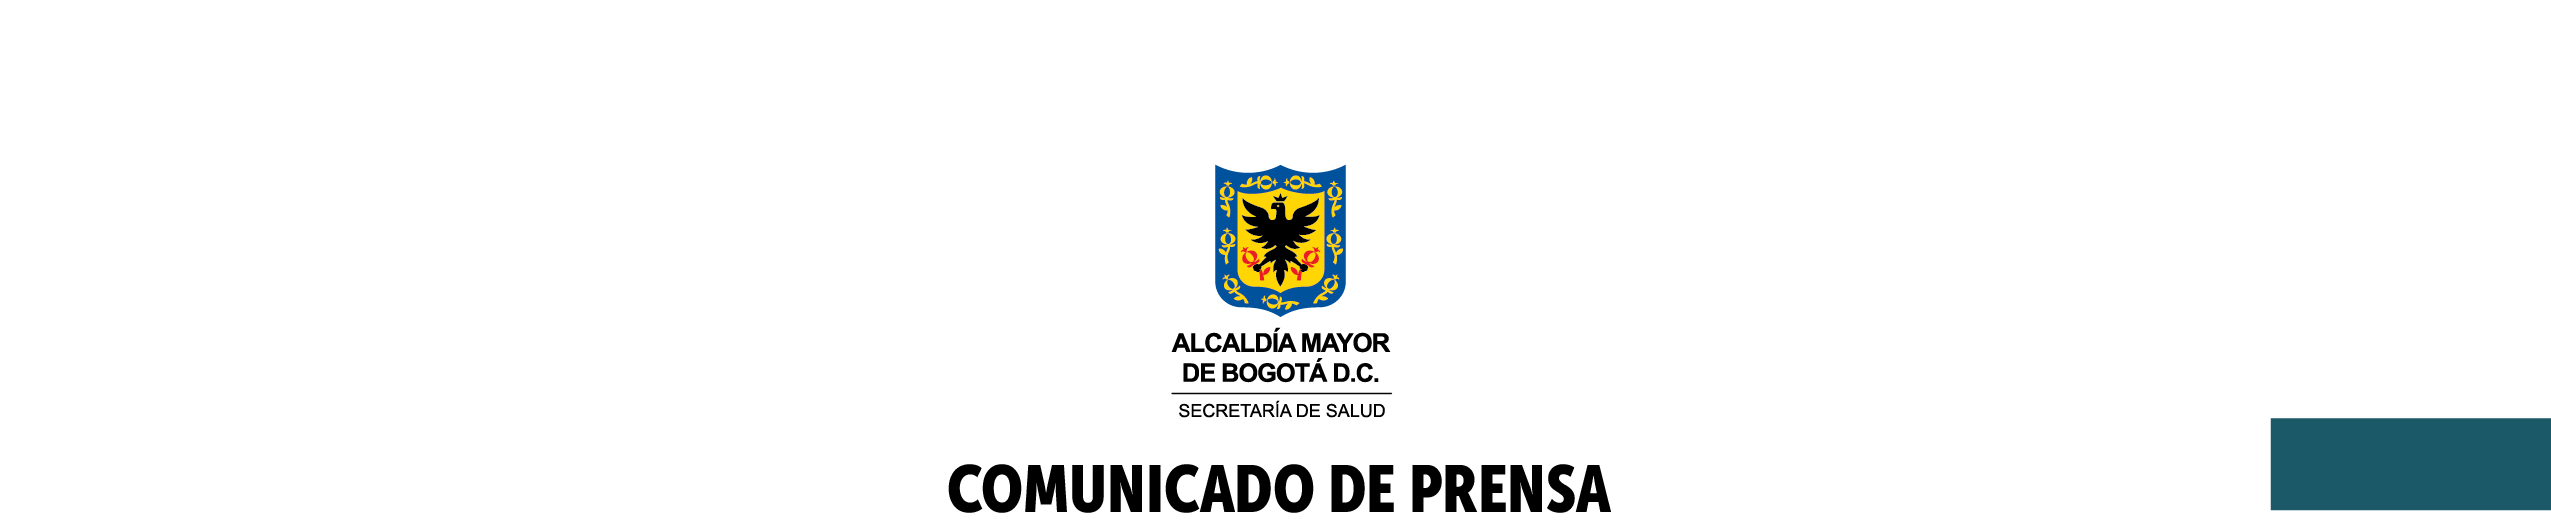 ALCALDÍA MAYOR
DE BOGOTÁ D.C.
SECRETARÍA DE SALUD
COMUNICADO DE PRENSA